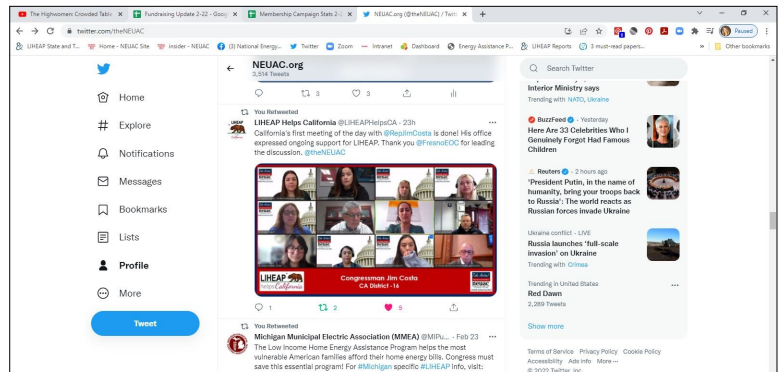 The Highwomen: Crowded Table
Fundraising Update 2-22 - Goog
Membership Campaign Stats 2-2
NEUAC.org (@theNEUAC) / Twitt
twitter.com/theNEUAC
Paused
LIHEAP State and T...
Home - NEUAC Site
Insider - NEUAC
(3) National Energy...
Twitter
Zoom
Intranet
Dashboard
Energy Assistance P...
LIHEAP Reports
3 must-read papers...
Other bookmarks
Home
Explore
Notifications
Messages
Bookmarks
Lists
Profile
More
Tweet
NEUAC.org
3,514 Tweets
3
3
You Retweeted
LIHEAP Helps California @LIHEAPHelpsCA · 23h
California's first meeting of the day with @RepJimCosta is done! His office
expressed ongoing support for LIHEAP. Thank you @FresnoEOC for leading
the discussion. @theNEUAC
LIHEAP
helps California
Congressman Jim Costa
CA District -16
NEUAC
1
2
5
You Retweeted
Michigan Municipal Electric Association (MMEA) @MIPu... · Feb 23
The Low Income Home Energy Assistance Program helps the most
vulnerable American families afford their home energy bills. Congress must
save this essential program! For #Michigan specific #LIHEAP info, visit:
Search Twitter
Interior Ministry says
Trending with NATO, Ukraine
BuzzFeed · Yesterday
Here Are 33 Celebrities Who I
Genuinely Forgot Had Famous
Children
Reuters · 2 hours ago
'President Putin, in the name of
humanity, bring your troops back
to Russia': The world reacts as
Russian forces invade Ukraine
Ukraine conflict · LIVE
Russia launches 'full-scale
invasion' on Ukraine
Trending with Crimea
Trending in United States
Red Dawn
2,289 Tweets
Show more
Terms of Service Privacy Policy Cookie Policy
Accessibility Ads info More ···
© 2022 Twitter, Inc.